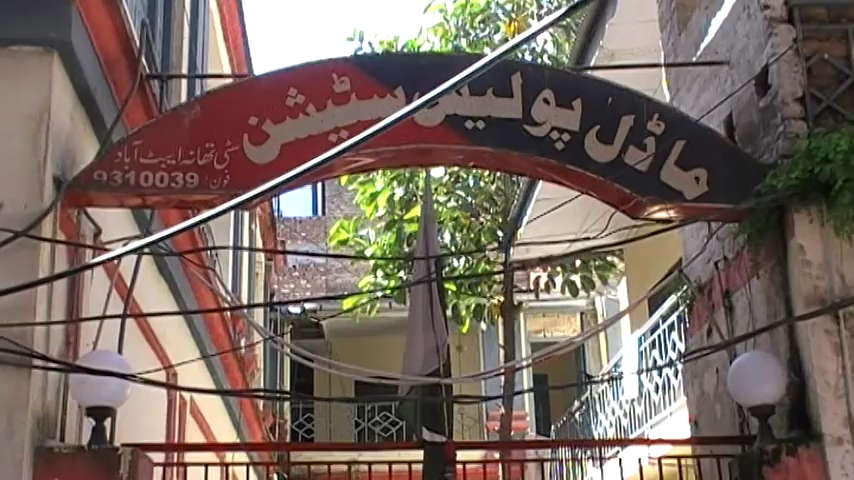 ماڈل پولیس سٹیشن
سٹی تھانہ ایبٹ آباد
فون: 9310039